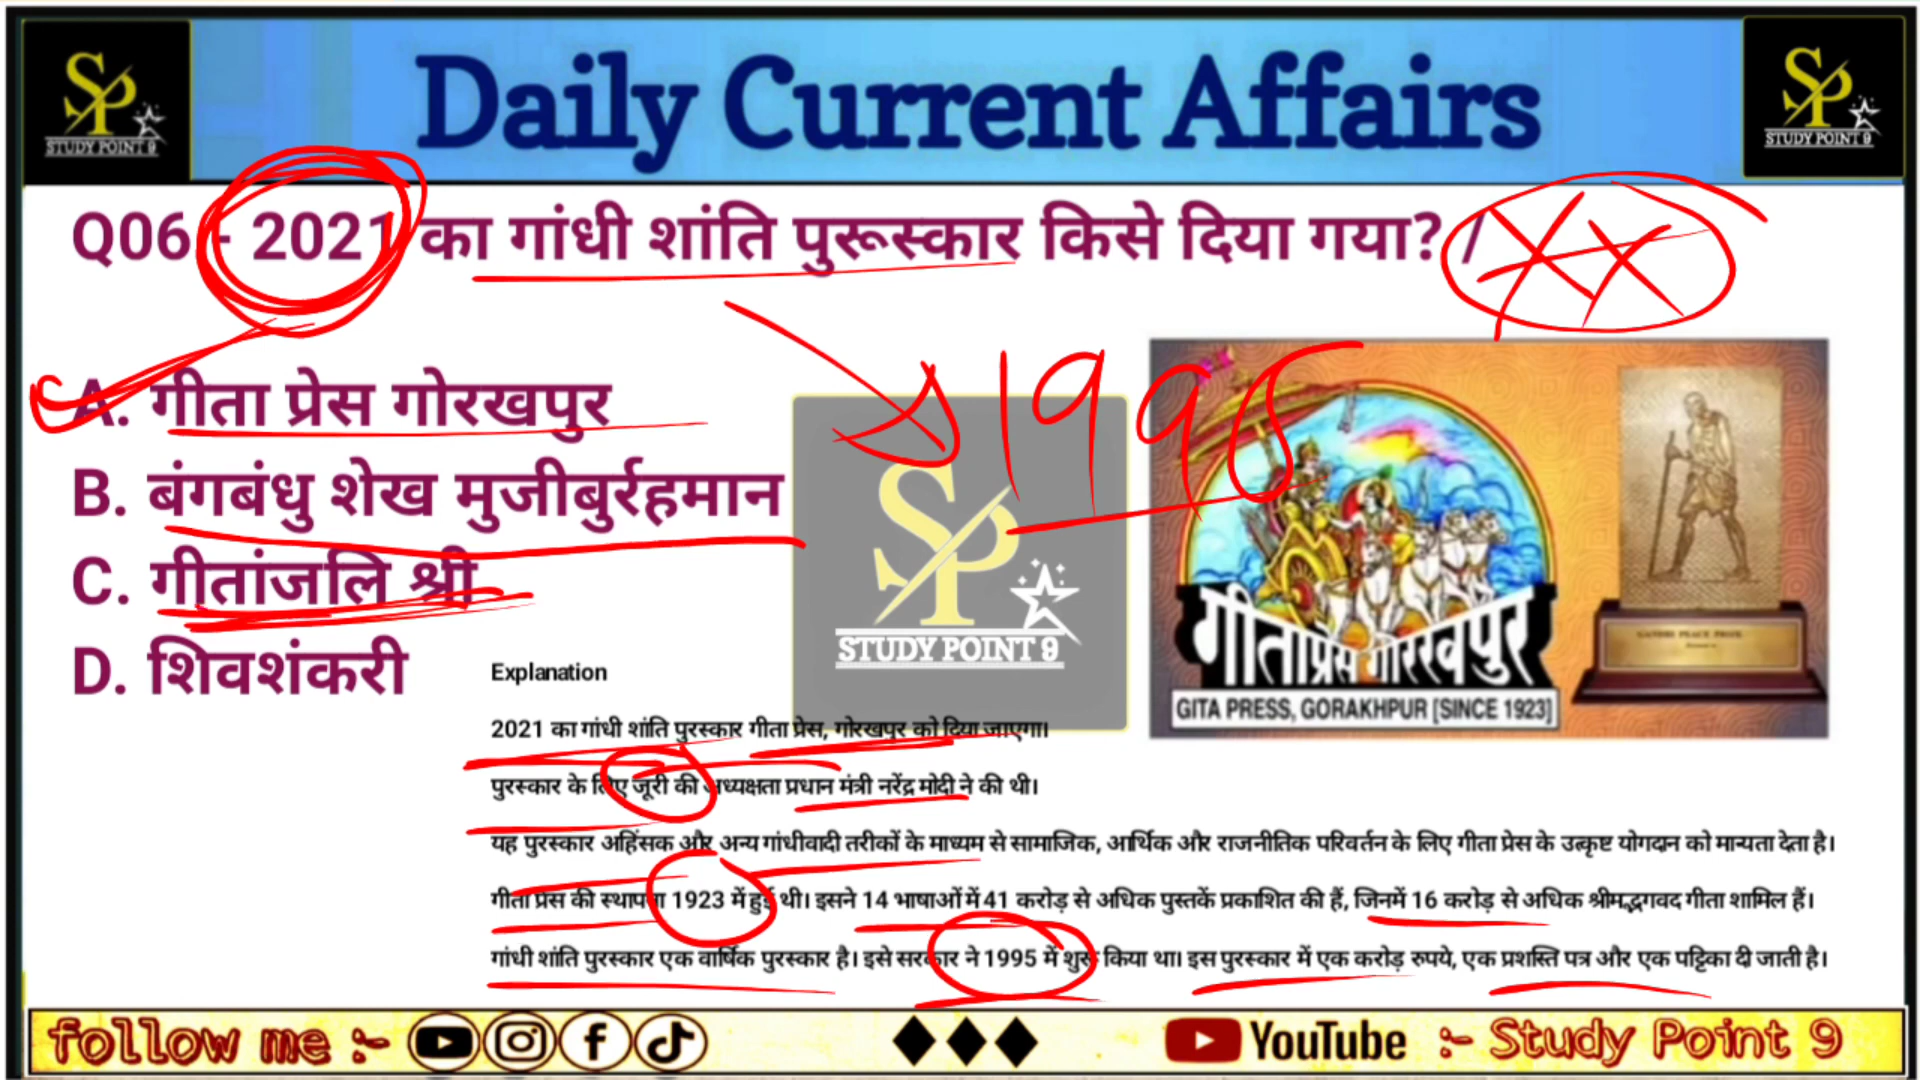 Daily Current Affairs
SP
STUDY POINT 9
SP
STUDY POINT 9
Q06 - 2021 का गांधी शांति पुरूस्कार किसे दिया गया? /
XX
1995
A. गीता प्रेस गोरखपुर
B. बंगबंधु शेख मुजीबुर्रहमान
C. गीतांजलि श्री
D. शिवशंकरी
SP
STUDY POINT 9
गीताप्रेस गोरखपुर
GITA PRESS, GORAKHPUR [SINCE 1923]
GANDHI PEACE PRIZE
Explanation
2021 का गांधी शांति पुरस्कार गीता प्रेस, गोरखपुर को दिया जाएगा।
पुरस्कार के लिए जूरी की अध्यक्षता प्रधान मंत्री नरेंद्र मोदी ने की थी।
यह पुरस्कार अहिंसक और अन्य गांधीवादी तरीकों के माध्यम से सामाजिक, आर्थिक और राजनीतिक परिवर्तन के लिए गीता प्रेस के उत्कृष्ट योगदान को मान्यता देता है।
गीता प्रेस की स्थापना 1923 में हुई थी। इसने 14 भाषाओं में 41 करोड़ से अधिक पुस्तकें प्रकाशित की हैं, जिनमें 16 करोड़ से अधिक श्रीमद्भगवद गीता शामिल हैं।
गांधी शांति पुरस्कार एक वार्षिक पुरस्कार है। इसे सरकार ने 1995 में शुरू किया था। इस पुरस्कार में एक करोड़ रुपये, एक प्रशस्ति पत्र और एक पट्टिका दी जाती है।
follow me :- YouTube :- Study Point 9